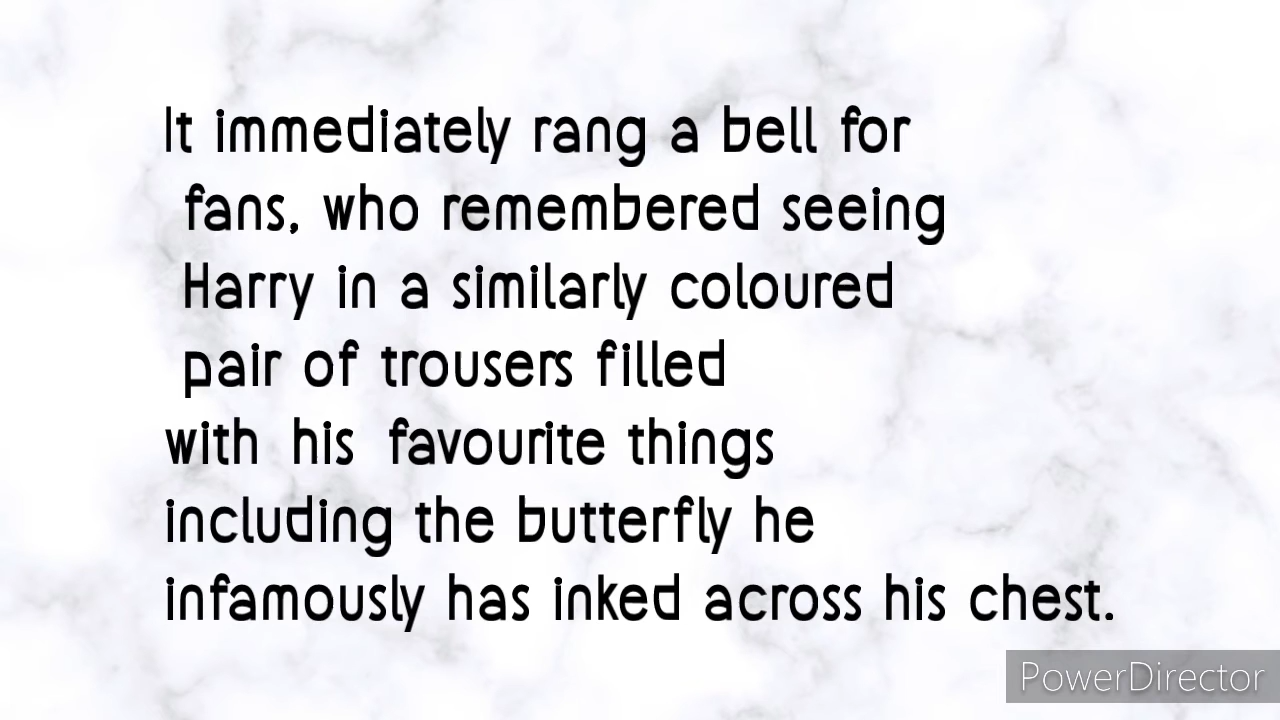 It immediately rang a bell for
fans, who remembered seeing
Harry in a similarly coloured
pair of trousers filled
with his favourite things
including the butterfly he
infamously has inked across his chest.
PowerDirector